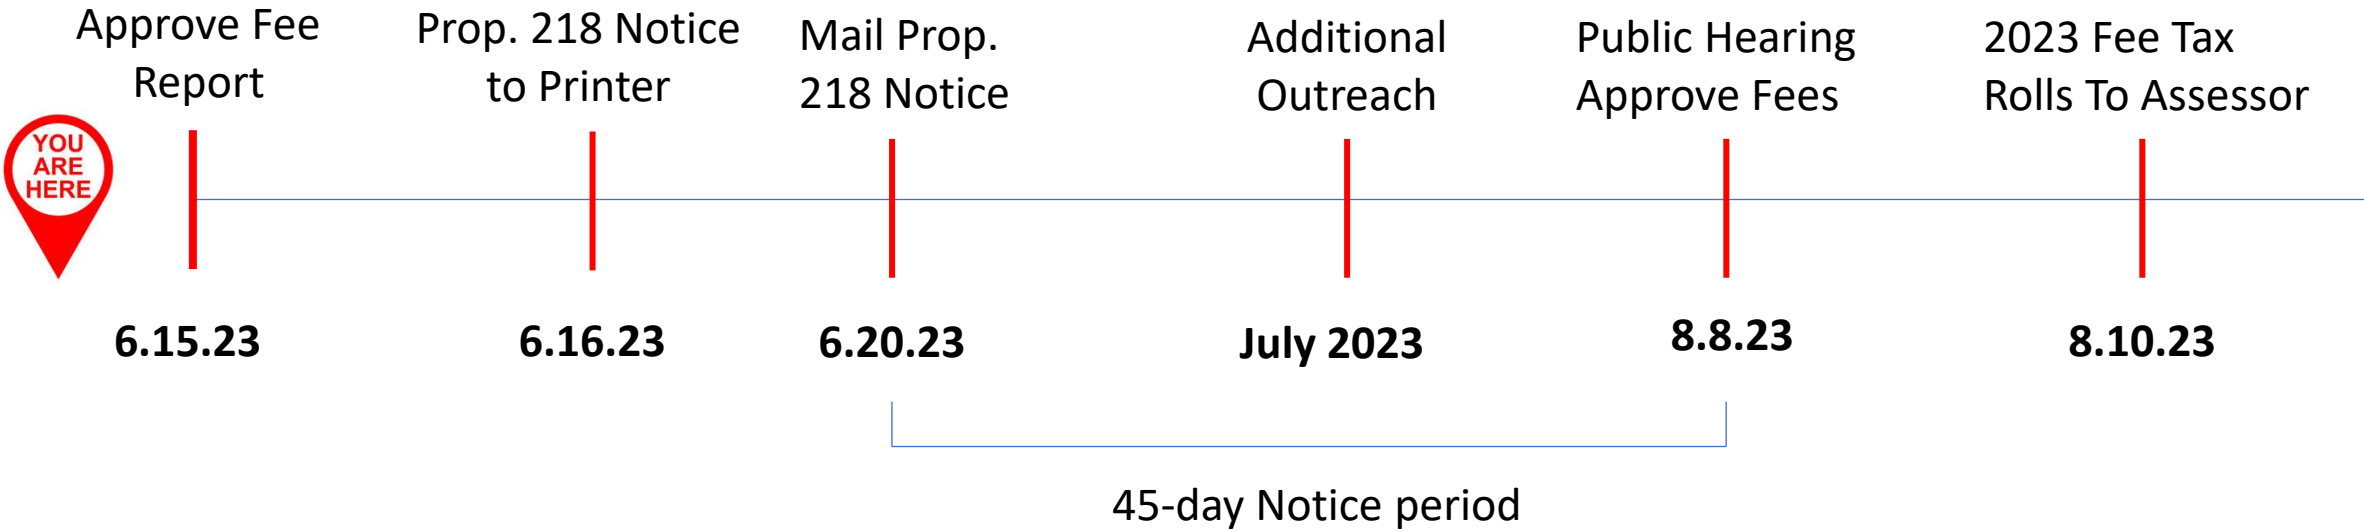 Approve Fee
Report
Prop. 218 Notice
to Printer
Mail Prop.
218 Notice
Additional
Outreach
Public Hearing
Approve Fees
2023 Fee Tax
Rolls To Assessor
YOU
ARE
HERE
6.15.23
6.16.23
6.20.23
July 2023
8.8.23
8.10.23
45-day Notice period